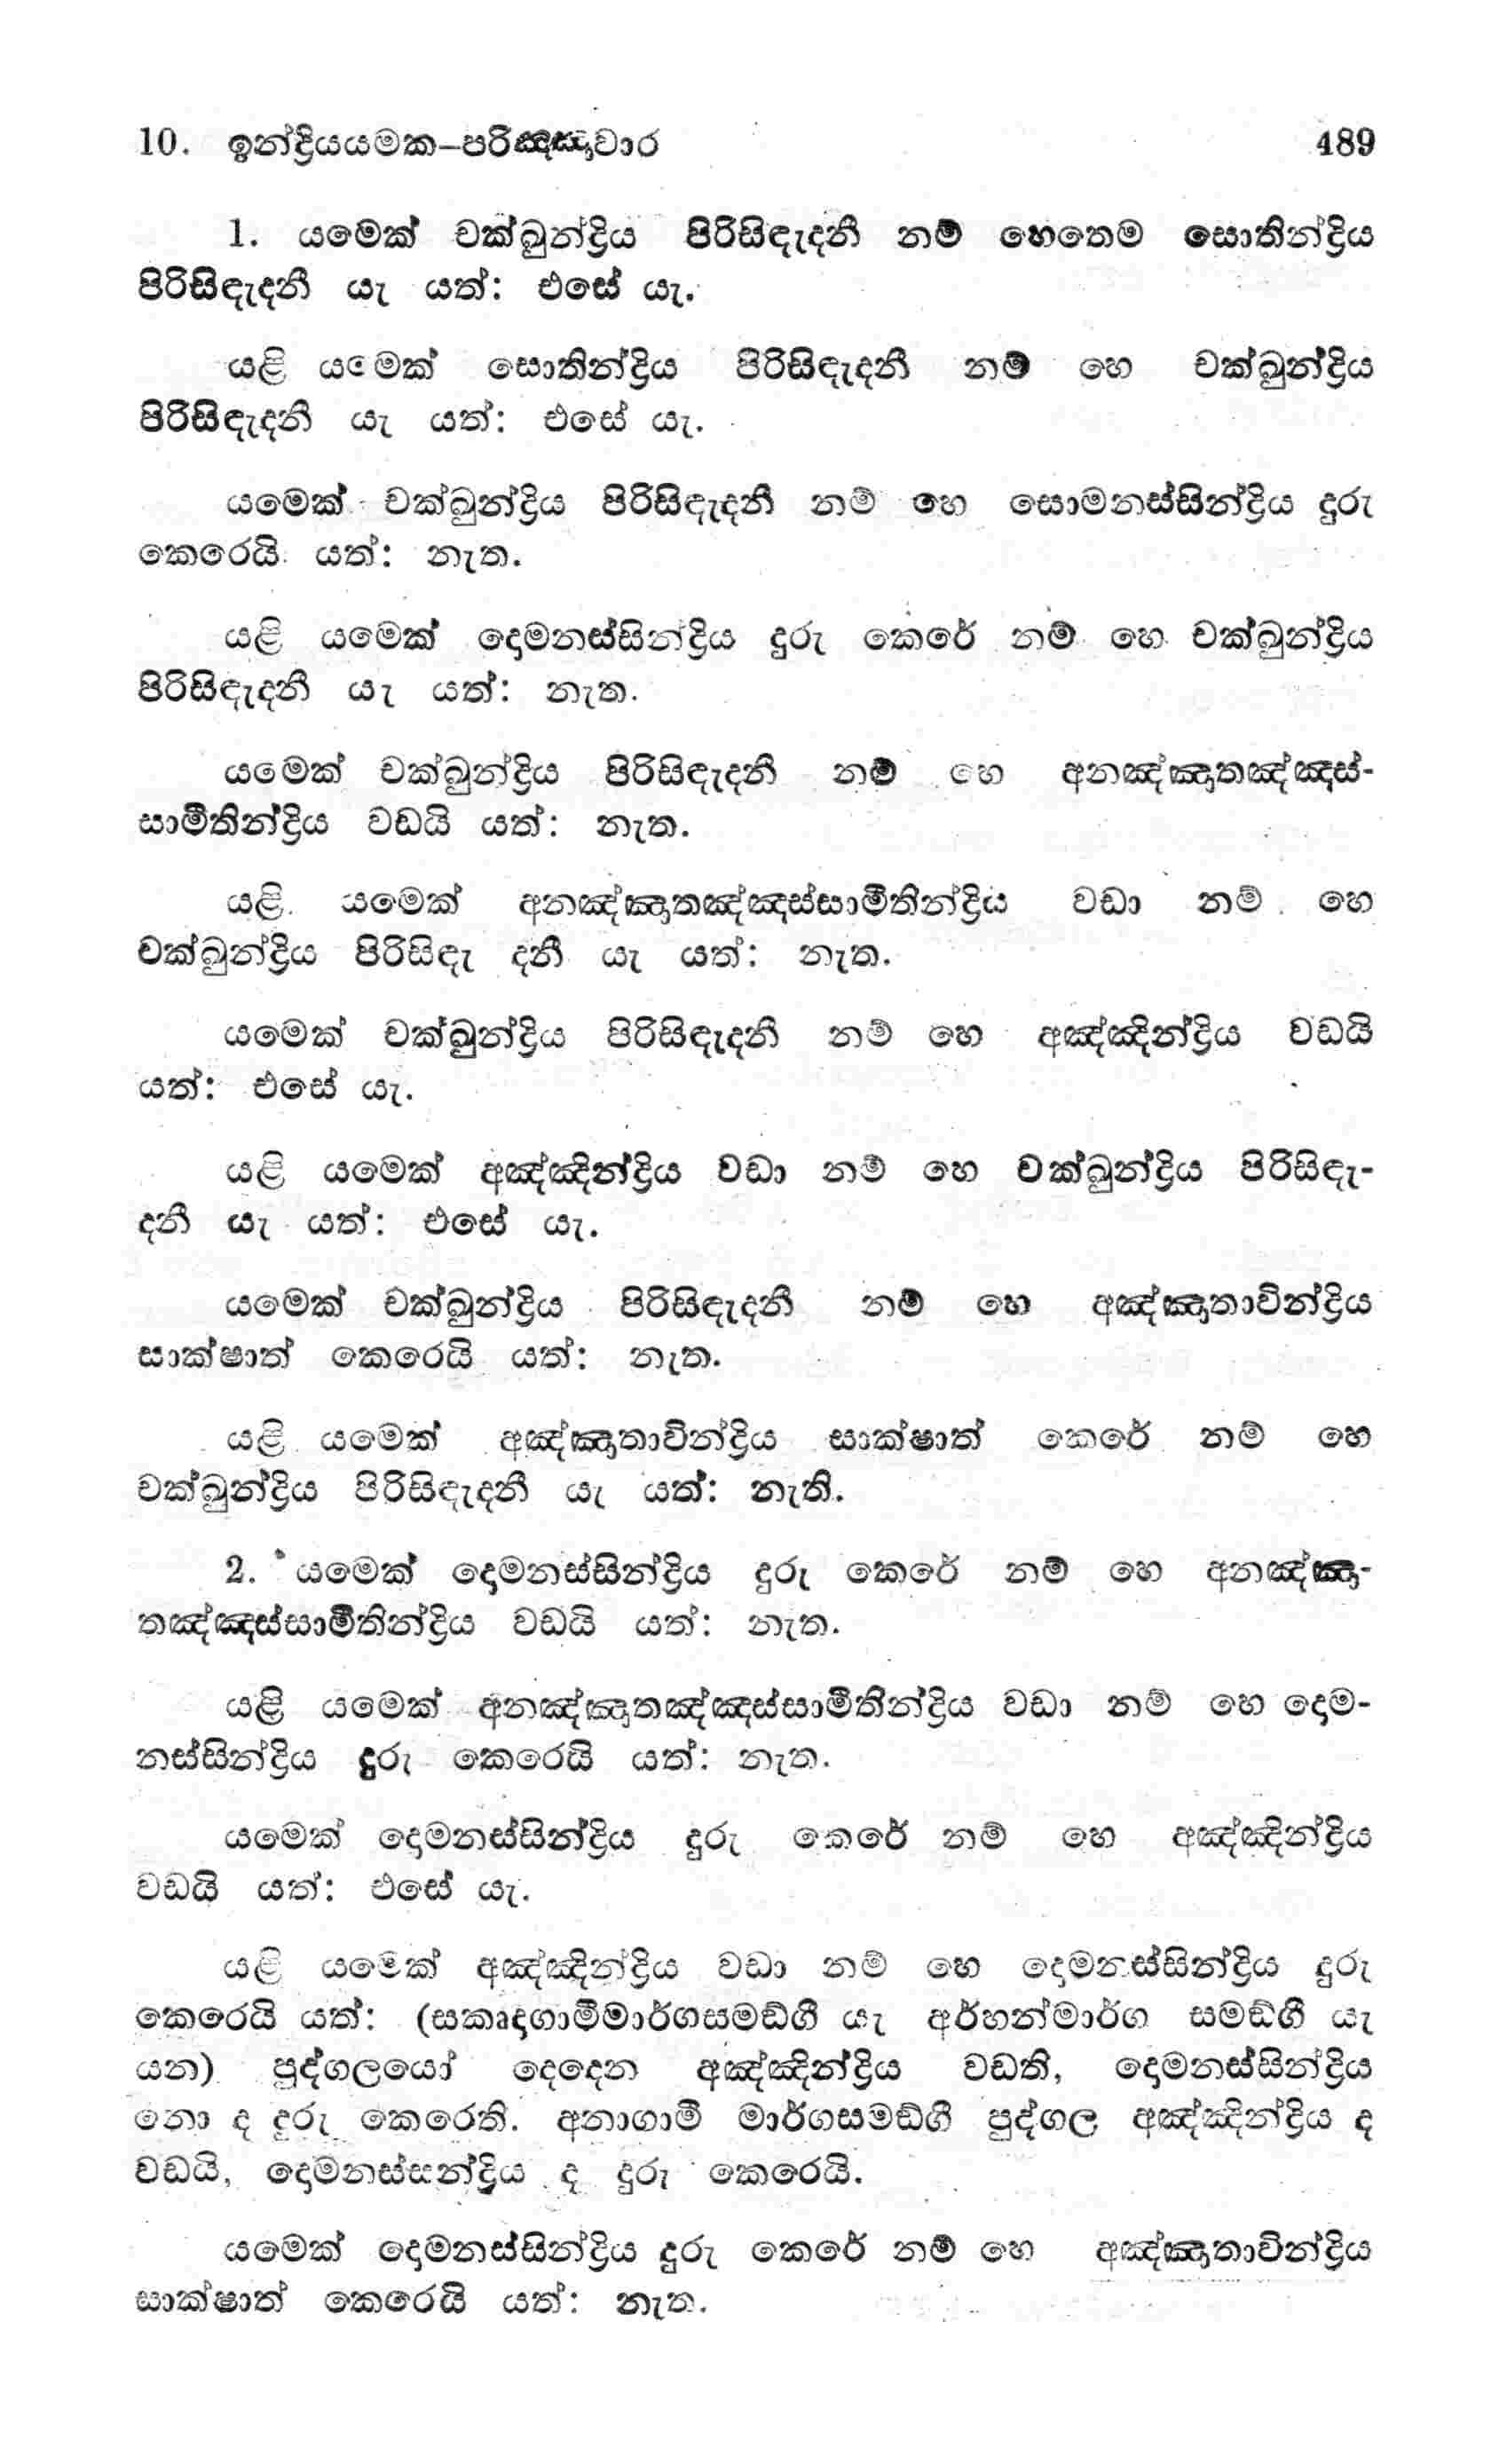 10. ඉන්ද්‍රියයමක–පරිඤ්ඤාවාර 489
1. යමෙක් චක්ඛුන්ද්‍රිය පිරිසිඳැදනී නම් හෙතෙම සොතින්ද්‍රිය
පිරිසිඳැදනී යැ යත්: එසේ යැ.
යළි යමෙක් සොතින්ද්‍රිය පිරිසිඳැදනී නම් හෙ චක්ඛුන්ද්‍රිය
පිරිසිඳැදනී යැ යත්: එසේ යැ.
යමෙක් චක්ඛුන්ද්‍රිය පිරිසිඳැදනී නම් හෙ සොමනස්සින්ද්‍රිය දුරු
කෙරෙයි යත්: නැත.
යළි යමෙක් දොමනස්සින්ද්‍රිය දුරු කෙරේ නම් හෙ චක්ඛුන්ද්‍රිය
පිරිසිඳැදනී යැ යත්: නැත.
යමෙක් චක්ඛුන්ද්‍රිය පිරිසිඳැදනී නම් හෙ අනඤ්ඤාතඤ්ඤස්-
සාමීතින්ද්‍රිය වඩයි යත්: නැත.
යළි යමෙක් අනඤ්ඤාතඤ්ඤස්සාමීතින්ද්‍රිය වඩා නම් හෙ
චක්ඛුන්ද්‍රිය පිරිසිඳැ දනී යැ යත්: නැත.
යමෙක් චක්ඛුන්ද්‍රිය පිරිසිඳැදනී නම් හෙ අඤ්ඤින්ද්‍රිය වඩයි
යත්: එසේ යැ.
යළි යමෙක් අඤ්ඤින්ද්‍රිය වඩා නම් හෙ චක්ඛුන්ද්‍රිය පිරිසිඳැ-
දනී යැ යත්: එසේ යැ.
යමෙක් චක්ඛුන්ද්‍රිය පිරිසිඳැදනී නම් හෙ අඤ්ඤාතාවින්ද්‍රිය
සාක්ෂාත් කෙරෙයි යත්: නැත.
යළි යමෙක් අඤ්ඤාතාවින්ද්‍රිය සාක්ෂාත් කෙරේ නම් හෙ
චක්ඛුන්ද්‍රිය පිරිසිඳැදනී යැ යත්: නැති.
2. යමෙක් දොමනස්සින්ද්‍රිය දුරු කෙරේ නම් හෙ අනඤ්ඤා-
තඤ්ඤස්සාමීතින්ද්‍රිය වඩයි යත්: නැත.
යළි යමෙක් අනඤ්ඤාතඤ්ඤස්සාමීතින්ද්‍රිය වඩා නම් හෙ දොම-
නස්සින්ද්‍රිය දුරු කෙරෙයි යත්: නැත.
යමෙක් දොමනස්සින්ද්‍රිය දුරු කෙරේ නම් හෙ අඤ්ඤින්ද්‍රිය
වඩයි යත්: එසේ යැ.
යළි යමෙක් අඤ්ඤින්ද්‍රිය වඩා නම් හෙ දොමනස්සින්ද්‍රිය දුරු
කෙරෙයි යත්: (සකෘදාගාමීමාර්ගසමඞ්ගී යැ අර්හන්මාර්ග සමඞ්ගී යැ
යන) පුද්ගලයෝ දෙදෙන අඤ්ඤින්ද්‍රිය වඩති, දොමනස්සින්ද්‍රිය
නො ද දුරු කෙරෙති. අනාගාමී මාර්ගසමඞ්ගී පුද්ගල අඤ්ඤින්ද්‍රිය ද
වඩයි, දොමනස්සන්ද්‍රිය ද දුරු කෙරෙයි.
යමෙක් දොමනස්සින්ද්‍රිය දුරු කෙරේ නම් හෙ අඤ්ඤාතාවින්ද්‍රිය
සාක්ෂාත් කෙරෙයි යත්: නැත.